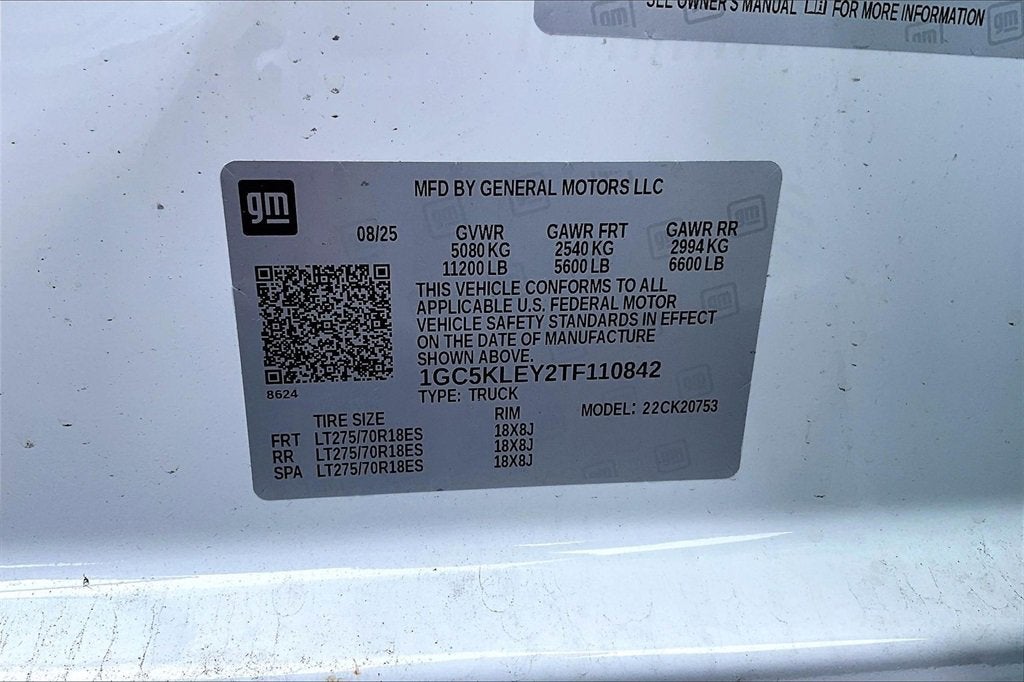 SEE OWNER'S MANUAL FOR MORE INFORMATION
gm
MFD BY GENERAL MOTORS LLC
08/25 GVWR GAWR FRT GAWR RR
5080 KG 2540 KG 2994 KG
11200 LB 5600 LB 6600 LB
THIS VEHICLE CONFORMS TO ALL
APPLICABLE U.S. FEDERAL MOTOR
VEHICLE SAFETY STANDARDS IN EFFECT
ON THE DATE OF MANUFACTURE
SHOWN ABOVE.
1GC5KLEY2TF110842
8624
TYPE: TRUCK
TIRE SIZE RIM MODEL: 22CK20753
FRT LT275/70R18ES 18X8J
RR LT275/70R18ES 18X8J
SPA LT275/70R18ES 18X8J